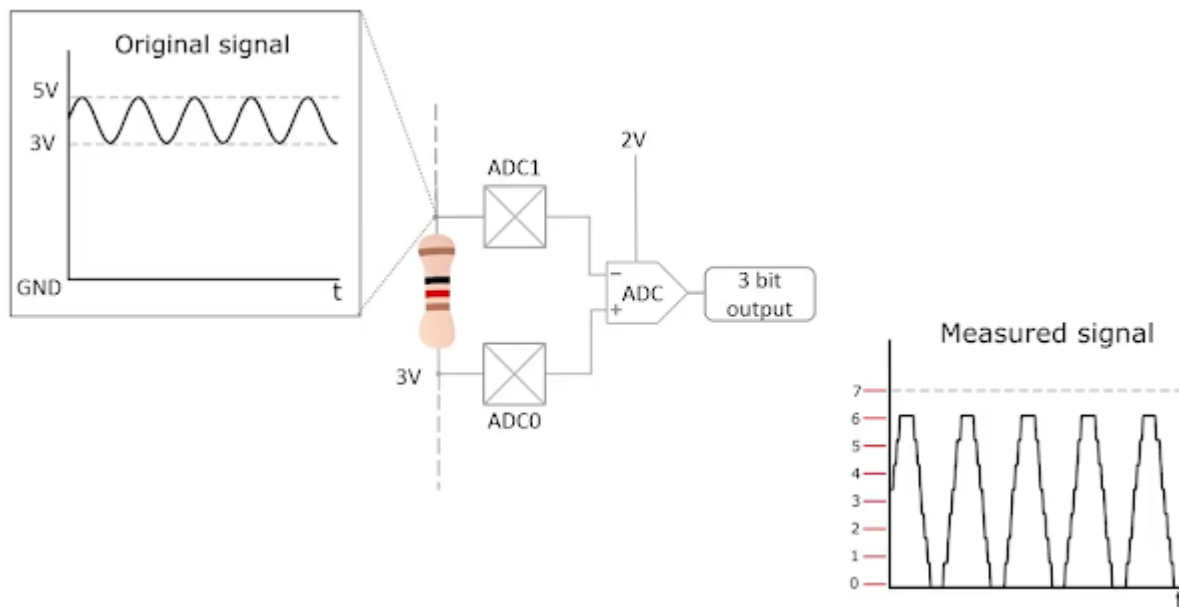 Original signal
5V
3V
GND
t
ADC1
2V
−
ADC
+
3 bit
output
3V
ADC0
Measured signal
7
6
5
4
3
2
1
0
t